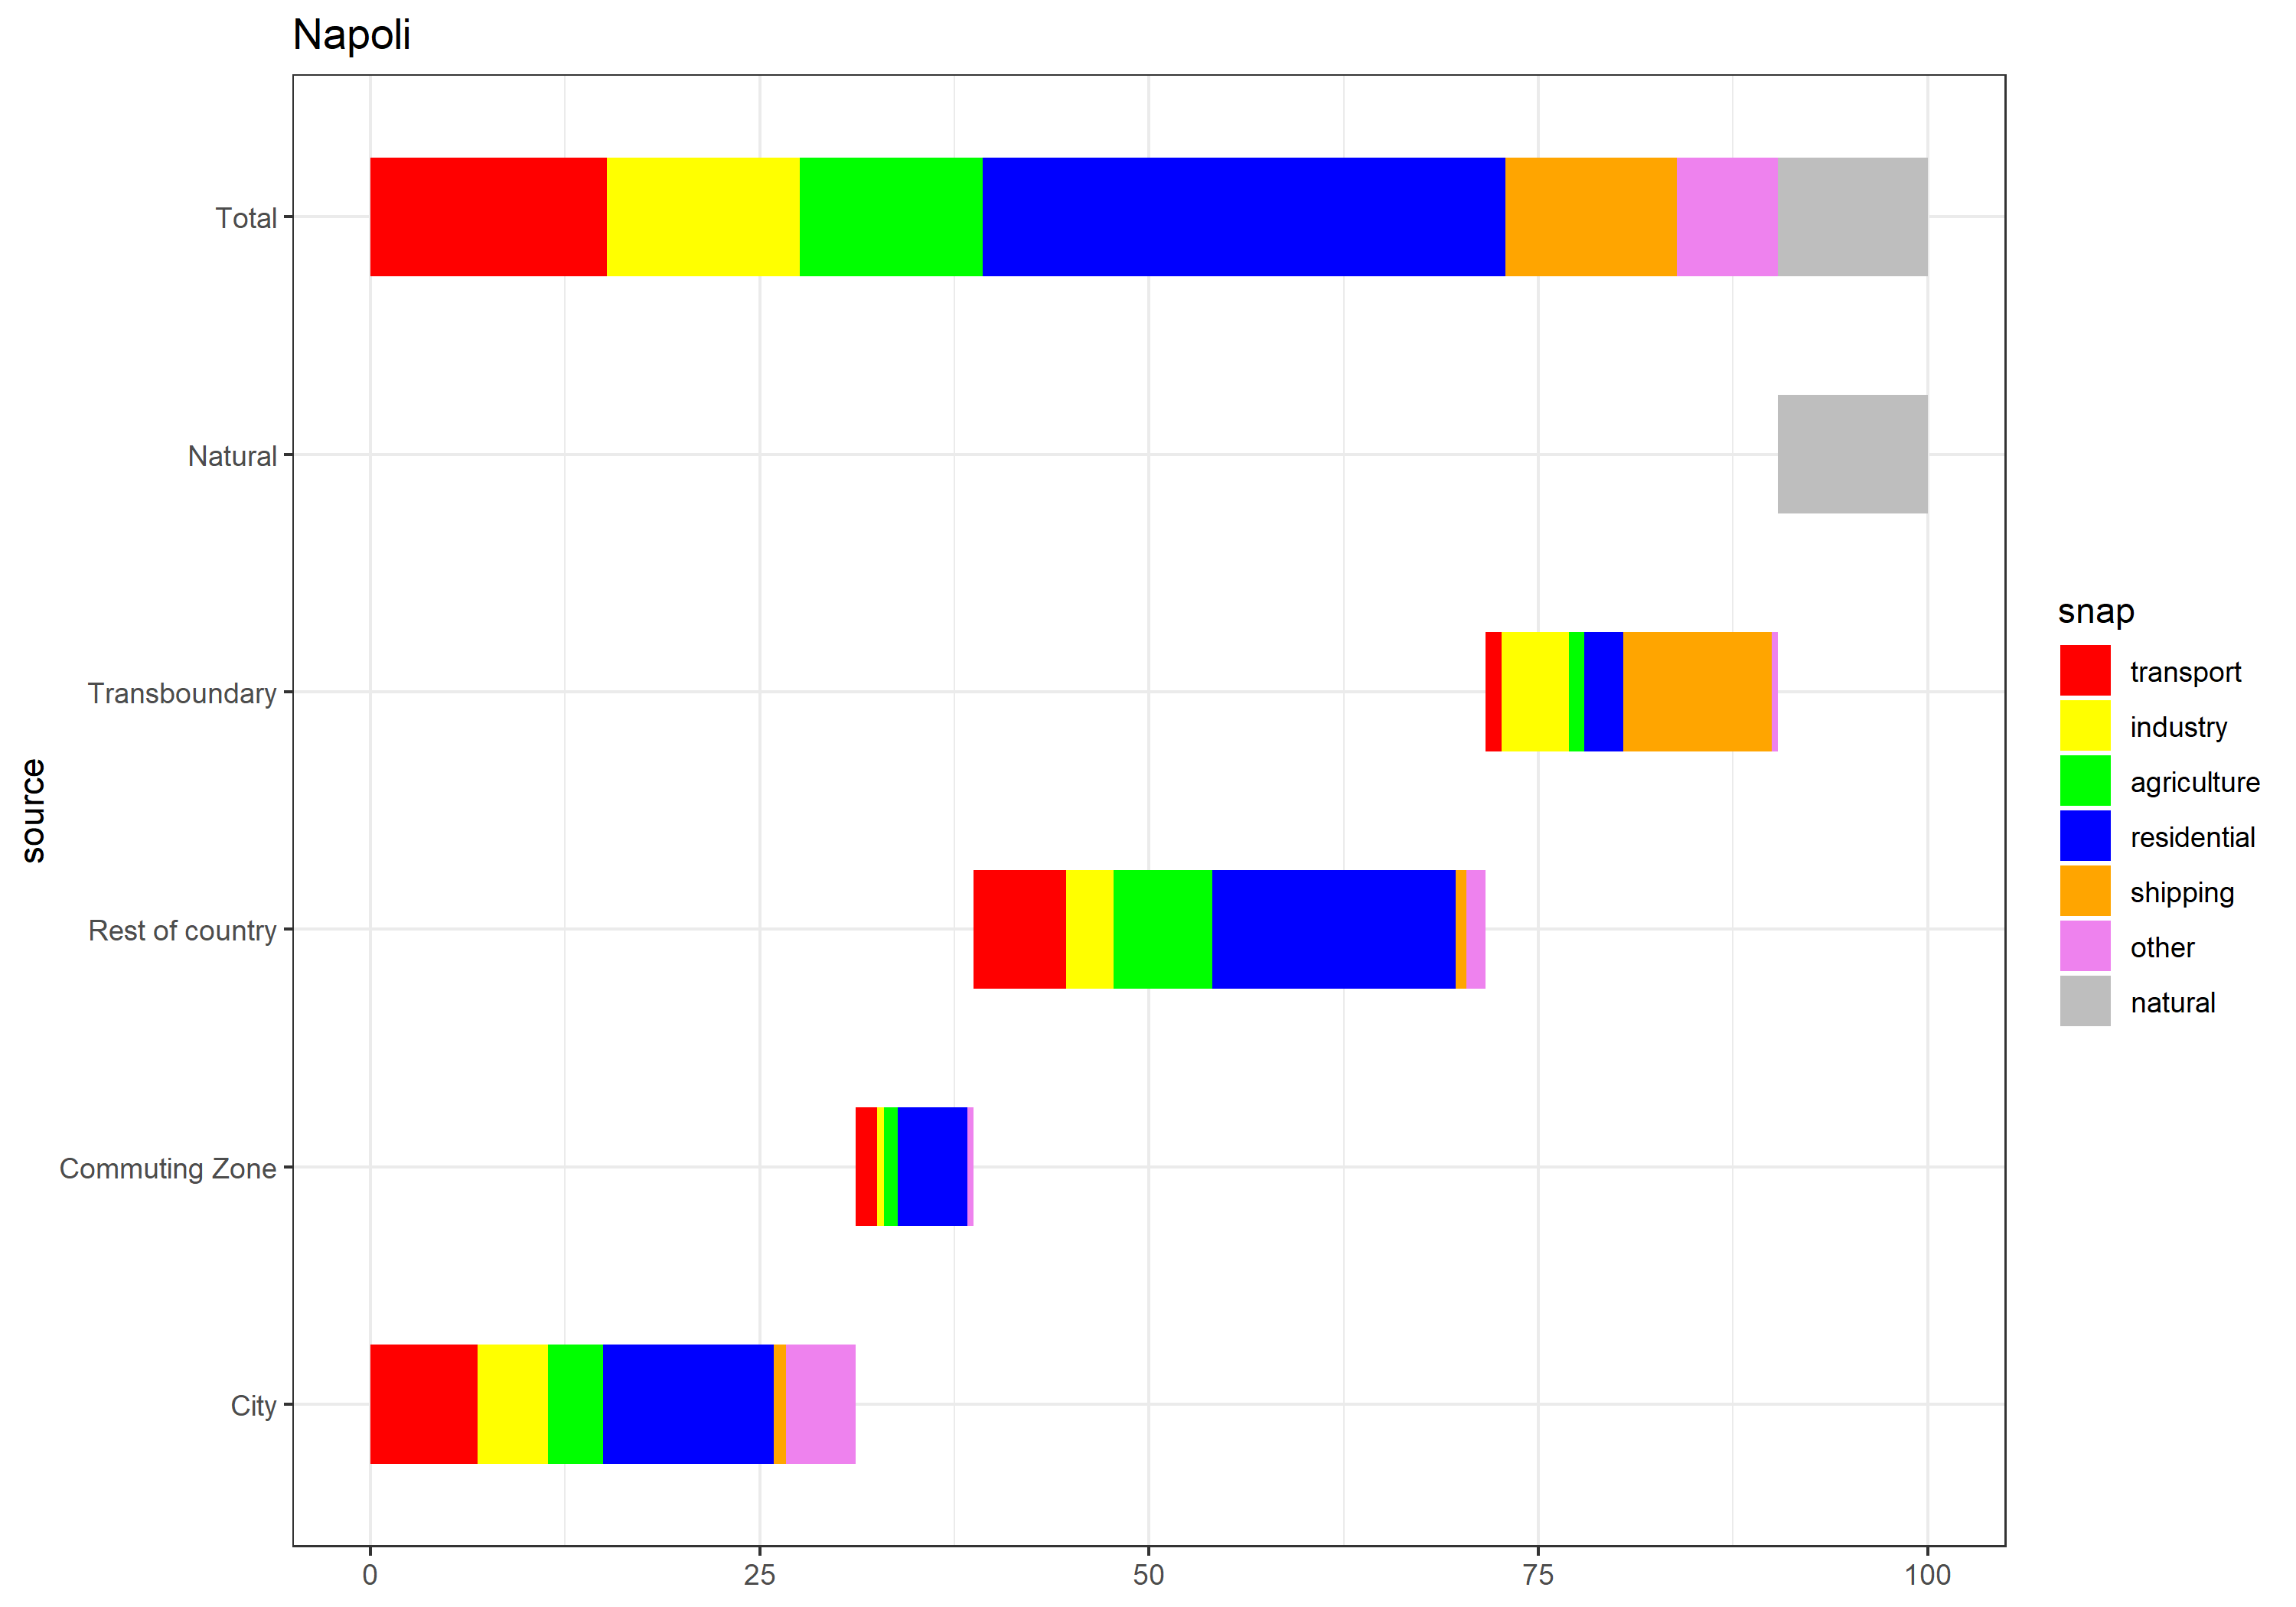 Napoli
Total
Natural
Transboundary
Rest of country
Commuting Zone
City
source
0 25 50 75 100
snap
transport
industry
agriculture
residential
shipping
other
natural